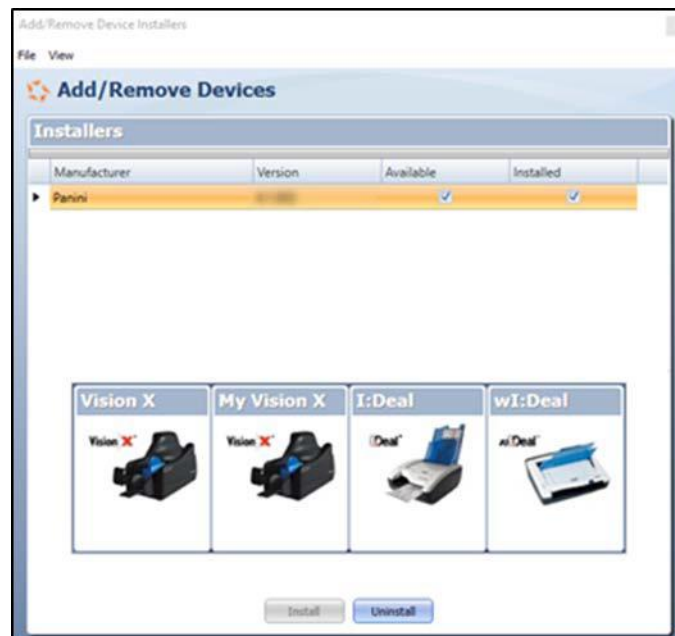 Add/Remove Device Installers
File View
Add/Remove Devices
Installers
Manufacturer Version Available Installed
Panini
Vision X My Vision X I:Deal wI:Deal
Vision X Vision X I:Deal wI:Deal
Install Uninstall